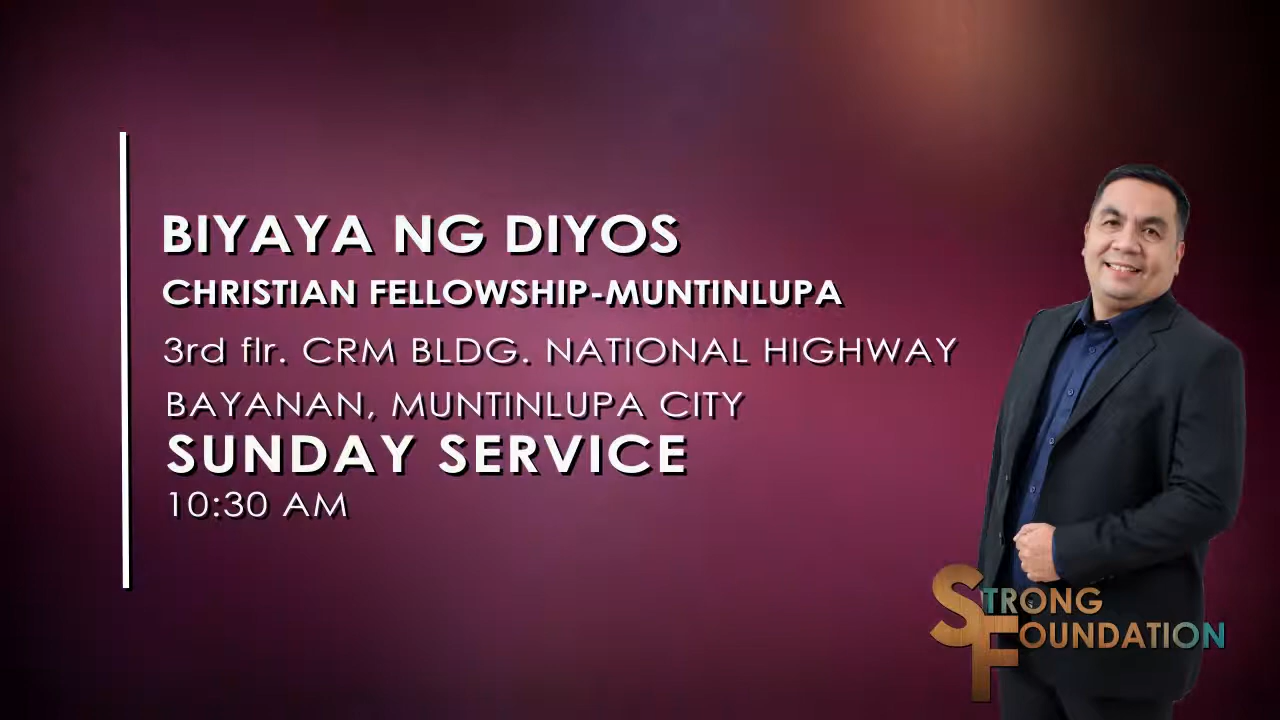 BIYAYA NG DIYOS
CHRISTIAN FELLOWSHIP-MUNTINLUPA
3rd flr. CRM BLDG. NATIONAL HIGHWAY
BAYANAN, MUNTINLUPA CITY
SUNDAY SERVICE
10:30 AM
STRONG
FOUNDATION